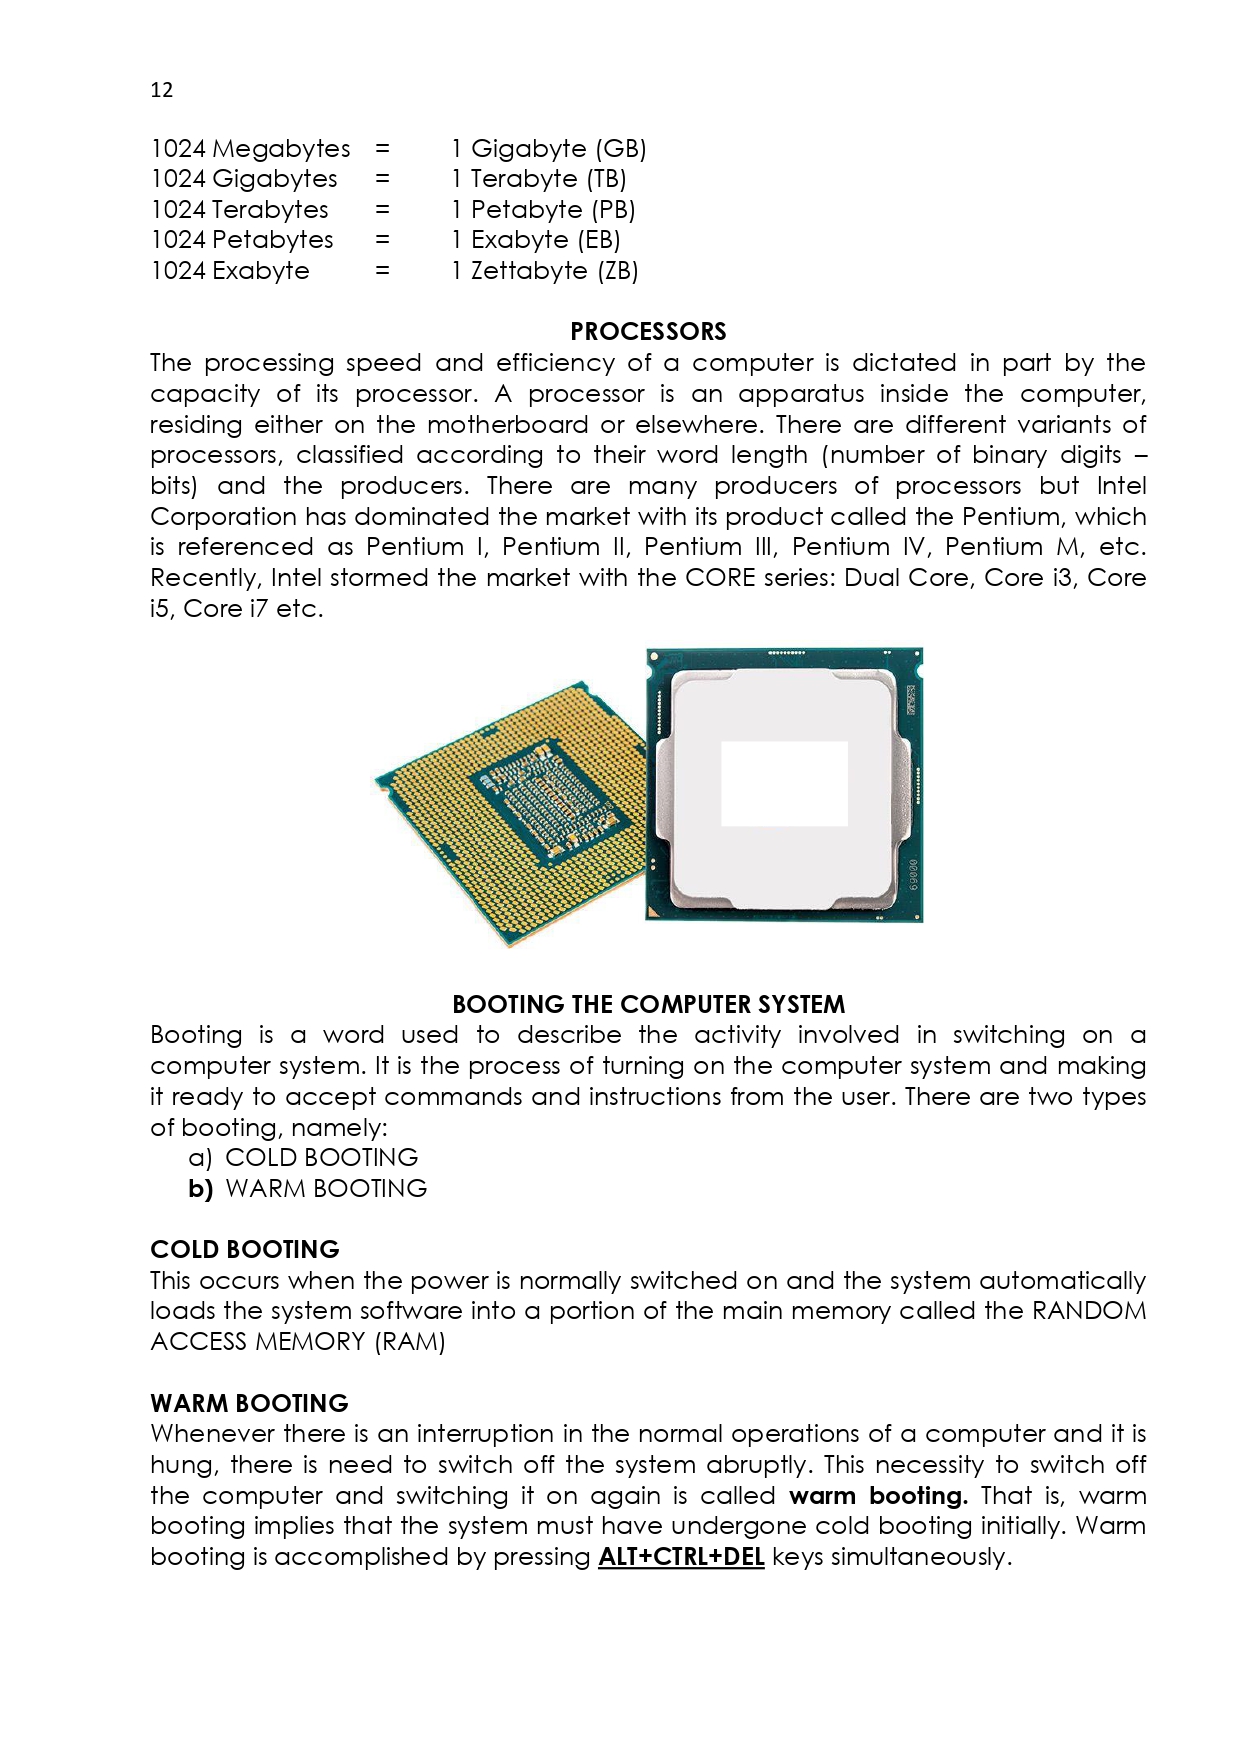 12
1024 Megabytes = 1 Gigabyte (GB)
1024 Gigabytes = 1 Terabyte (TB)
1024 Terabytes = 1 Petabyte (PB)
1024 Petabytes = 1 Exabyte (EB)
1024 Exabyte = 1 Zettabyte (ZB)
PROCESSORS
The processing speed and efficiency of a computer is dictated in part by the
capacity of its processor. A processor is an apparatus inside the computer,
residing either on the motherboard or elsewhere. There are different variants of
processors, classified according to their word length (number of binary digits –
bits) and the producers. There are many producers of processors but Intel
Corporation has dominated the market with its product called the Pentium, which
is referenced as Pentium I, Pentium II, Pentium III, Pentium IV, Pentium M, etc.
Recently, Intel stormed the market with the CORE series: Dual Core, Core i3, Core
i5, Core i7 etc.
69000
BOOTING THE COMPUTER SYSTEM
Booting is a word used to describe the activity involved in switching on a
computer system. It is the process of turning on the computer system and making
it ready to accept commands and instructions from the user. There are two types
of booting, namely:
a) COLD BOOTING
b) WARM BOOTING
COLD BOOTING
This occurs when the power is normally switched on and the system automatically
loads the system software into a portion of the main memory called the RANDOM
ACCESS MEMORY (RAM)
WARM BOOTING
Whenever there is an interruption in the normal operations of a computer and it is
hung, there is need to switch off the system abruptly. This necessity to switch off
the computer and switching it on again is called warm booting. That is, warm
booting implies that the system must have undergone cold booting initially. Warm
booting is accomplished by pressing ALT+CTRL+DEL keys simultaneously.